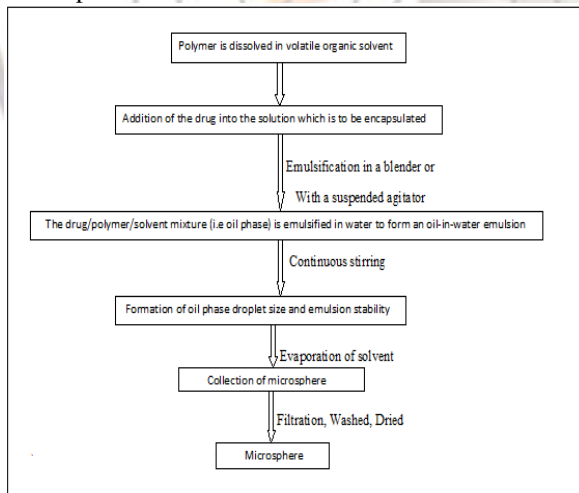 Polymer is dissolved in volatile organic solvent
Addition of the drug into the solution which is to be encapsulated
Emulsification in a blender or
With a suspended agitator
The drug/polymer/solvent mixture (i.e oil phase) is emulsified in water to form an oil-in-water emulsion
Continuous stirring
Formation of oil phase droplet size and emulsion stability
Evaporation of solvent
Collection of microsphere
Filtration, Washed, Dried
Microsphere